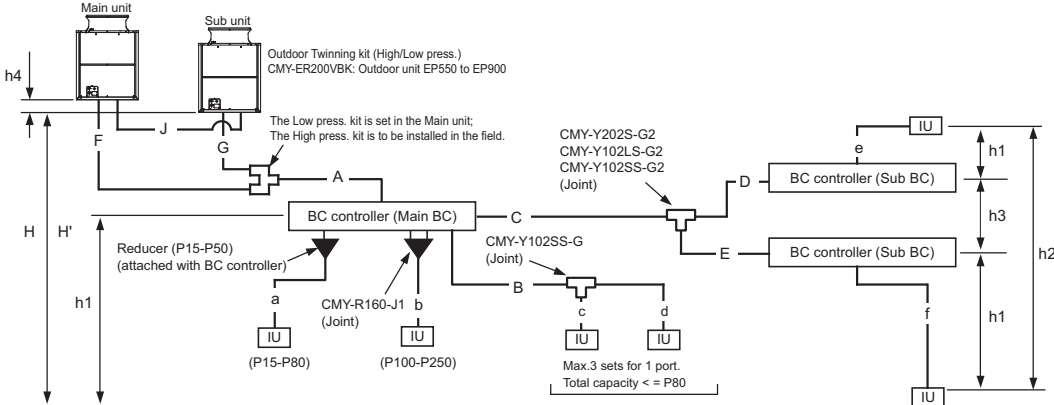 Main unit
Sub unit
Outdoor Twinning kit (High/Low press.)
CMY-ER200VBK: Outdoor unit EP550 to EP900
h4
The Low press. kit is set in the Main unit;
The High press. kit is to be installed in the field.
F
J
G
A
CMY-Y202S-G2
CMY-Y102LS-G2
CMY-Y102SS-G2
(Joint)
IU
e
h1
D
BC controller (Sub BC)
BC controller (Main BC)
C
H
H'
h3
h2
Reducer (P15-P50)
(attached with BC controller)
CMY-Y102SS-G
(Joint)
E
BC controller (Sub BC)
h1
a
CMY-R160-J1
(Joint)
b
B
c
d
f
h1
IU
(P15-P80)
IU
(P100-P250)
IU
IU
Max.3 sets for 1 port.
Total capacity < = P80
IU